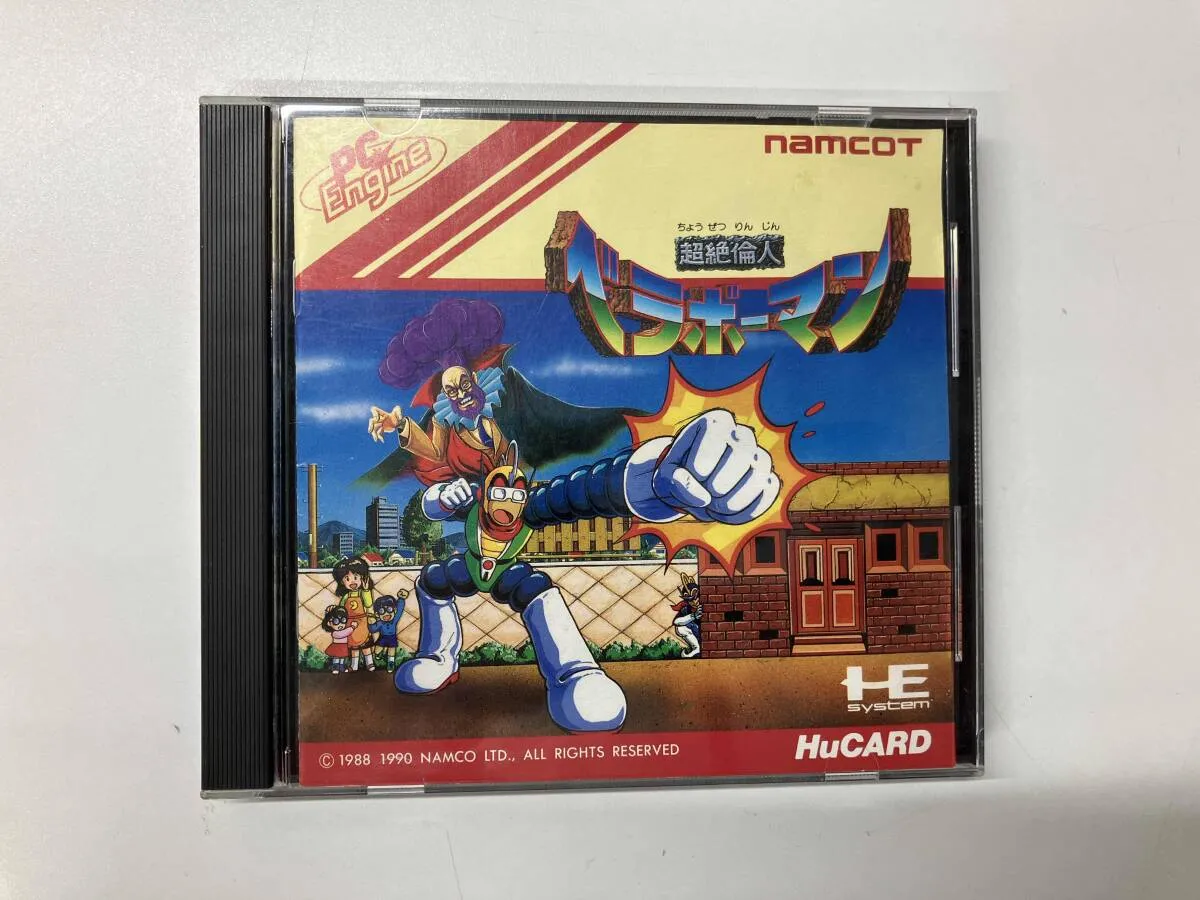 PC Engine
namcot
ちょう ぜつ りん じん
超絶倫人
ベラボーマン
HE
system
© 1988 1990 NAMCO LTD., ALL RIGHTS RESERVED
HuCARD